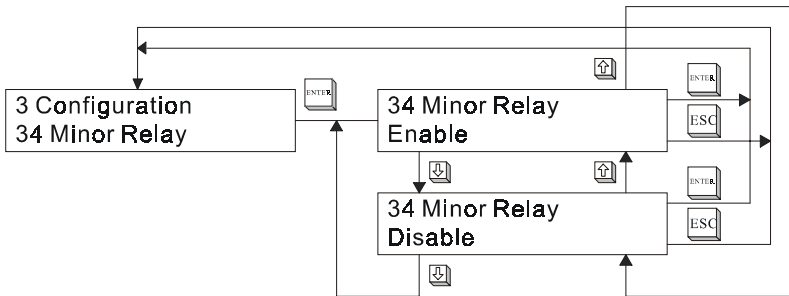 ENTER
3 Configuration
34 Minor Relay
ENTER
34 Minor Relay
Enable
ESC
ENTER
34 Minor Relay
Disable
ESC